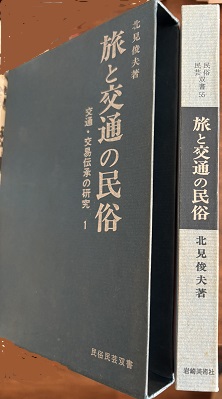 北見俊夫著
旅と交通の民俗
交通・交易伝承の研究 1
民俗民芸双書
民俗民芸双書 56
旅と交通の民俗
北見俊夫著
岩崎美術社